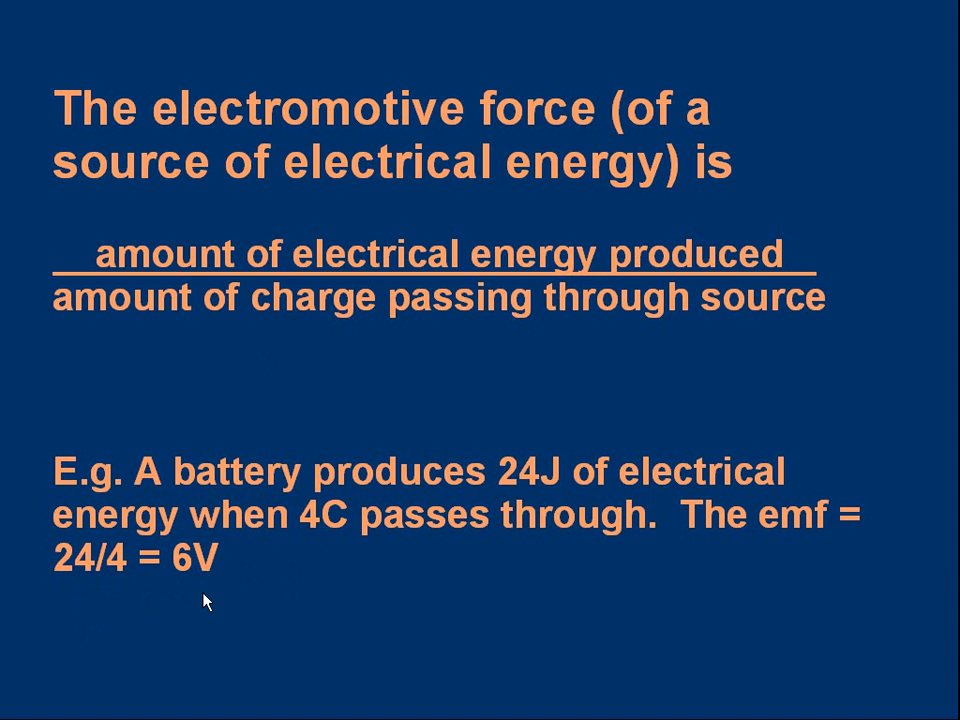 The electromotive force (of a
source of electrical energy) is
amount of electrical energy produced
amount of charge passing through source
E.g. A battery produces 24J of electrical
energy when 4C passes through. The emf =
24/4 = 6V